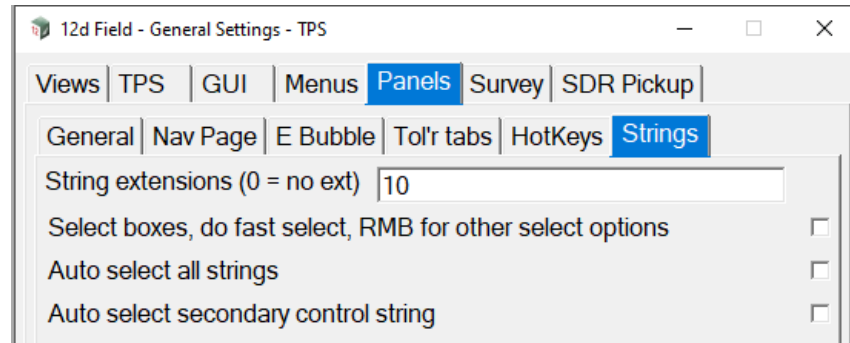 12d Field - General Settings - TPS
Views TPS GUI Menus Panels Survey SDR Pickup
General Nav Page E Bubble Tol'r tabs HotKeys Strings
String extensions (0 = no ext) 10
Select boxes, do fast select, RMB for other select options
Auto select all strings
Auto select secondary control string